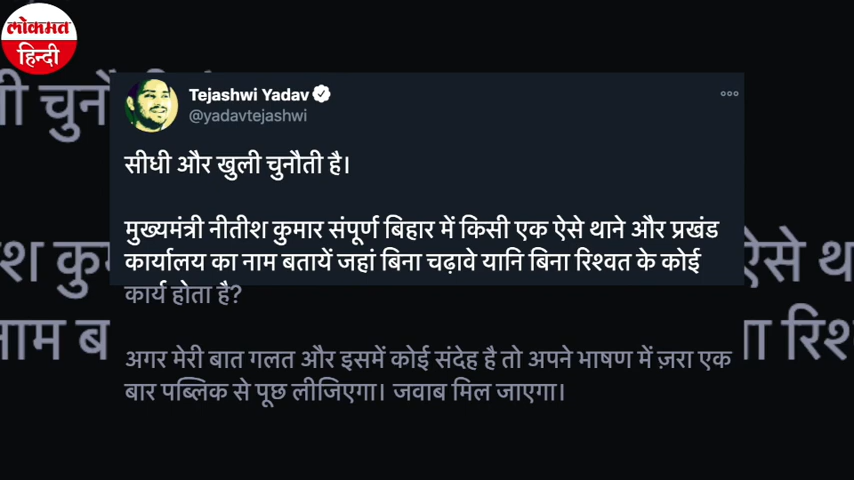 लोकमत
हिन्दी
Tejashwi Yadav
@yadavtejashwi
सीधी और खुली चुनौती है।
मुख्यमंत्री नीतीश कुमार संपूर्ण बिहार में किसी एक ऐसे थाने और प्रखंड
कार्यालय का नाम बतायें जहां बिना चढ़ावे यानि बिना रिश्वत के कोई
कार्य होता है?
अगर मेरी बात गलत और इसमें कोई संदेह है तो अपने भाषण में ज़रा एक
बार पब्लिक से पूछ लीजिएगा। जवाब मिल जाएगा।